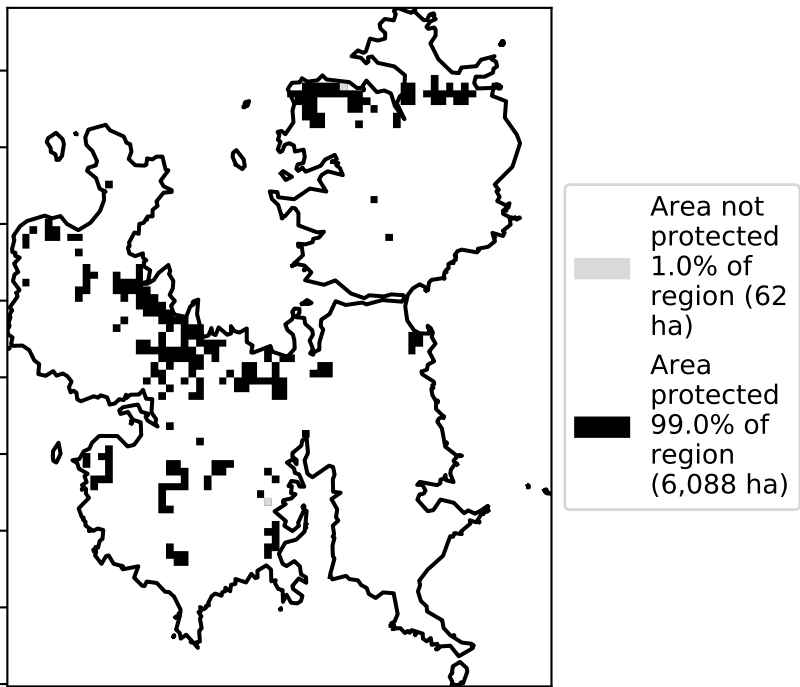 Area not
protected
1.0% of
region (62
ha)
Area
protected
99.0% of
region
(6,088 ha)